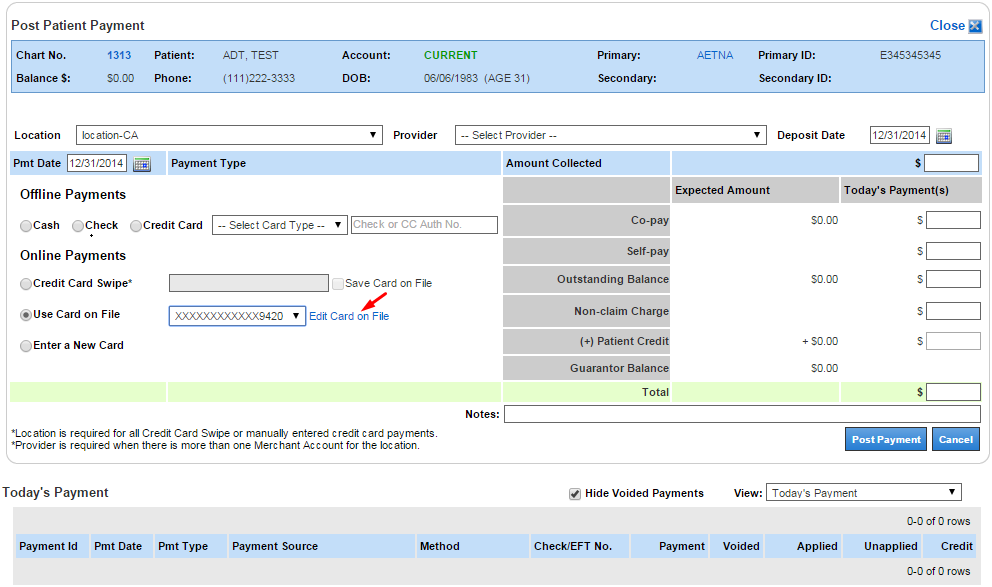 Post Patient Payment Close
Chart No. 1313 Patient: ADT, TEST Account: CURRENT Primary: AETNA Primary ID: E345345345
Balance $: $0.00 Phone: (111)222-3333 DOB: 06/06/1983 (AGE 31) Secondary: Secondary ID:
Location location-CA Provider -- Select Provider -- Deposit Date 12/31/2014
Pmt Date 12/31/2014 Payment Type Amount Collected $
Offline Payments Expected Amount Today's Payment(s)
Cash Check Credit Card -- Select Card Type -- Check or CC Auth No. Co-pay $0.00 $
Self-pay $
Online Payments
Credit Card Swipe* Save Card on File Outstanding Balance $0.00 $
Use Card on File XXXXXXXXXXXX9420 Edit Card on File Non-claim Charge $
Enter a New Card (+) Patient Credit + $0.00 $
Guarantor Balance $0.00
Total $
Notes:
*Location is required for all Credit Card Swipe or manually entered credit card payments.
*Provider is required when there is more than one Merchant Account for the location.
Post Payment Cancel
Today's Payment Hide Voided Payments View: Today's Payment
0-0 of 0 rows
Payment Id Pmt Date Pmt Type Payment Source Method Check/EFT No. Payment Voided Applied Unapplied Credit
0-0 of 0 rows